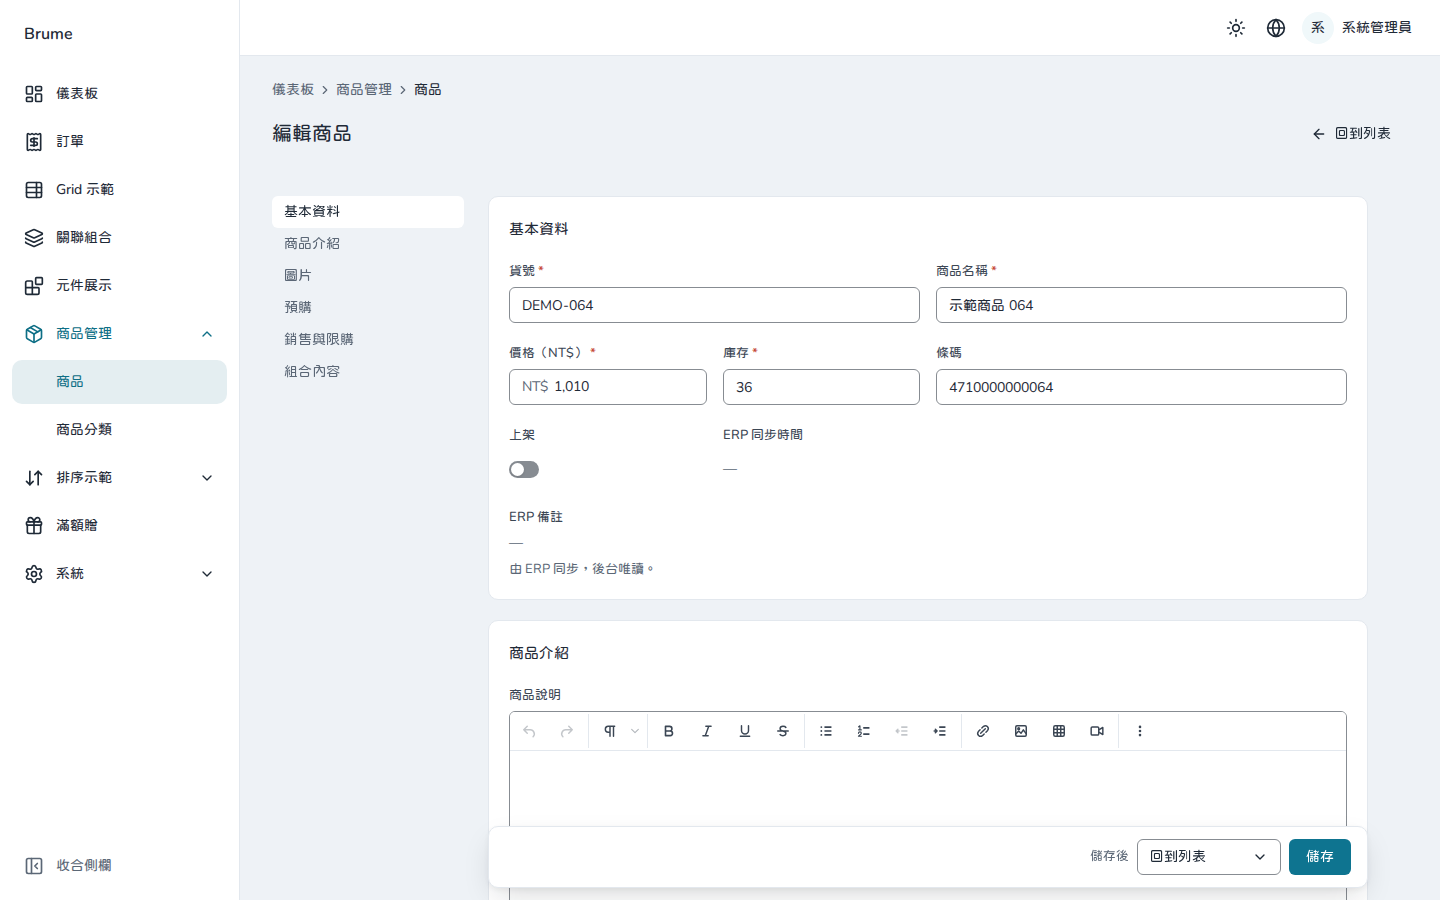 Brume
系 系統管理員
儀表板
訂單
Grid 示範
關聯組合
元件展示
商品管理
商品
商品分類
排序示範
滿額贈
系統
收合側欄
儀表板 > 商品管理 > 商品
編輯商品
← 回到列表
基本資料
商品介紹
圖片
預購
銷售與限購
組合內容
基本資料
貨號 * 商品名稱 *
DEMO-064 示範商品 064
價格（NT$） * 庫存 * 條碼
NT$ 1,010 36 4710000000064
上架 ERP 同步時間
—
ERP 備註
—
由 ERP 同步，後台唯讀。
商品介紹
商品說明
儲存後 回到列表 儲存